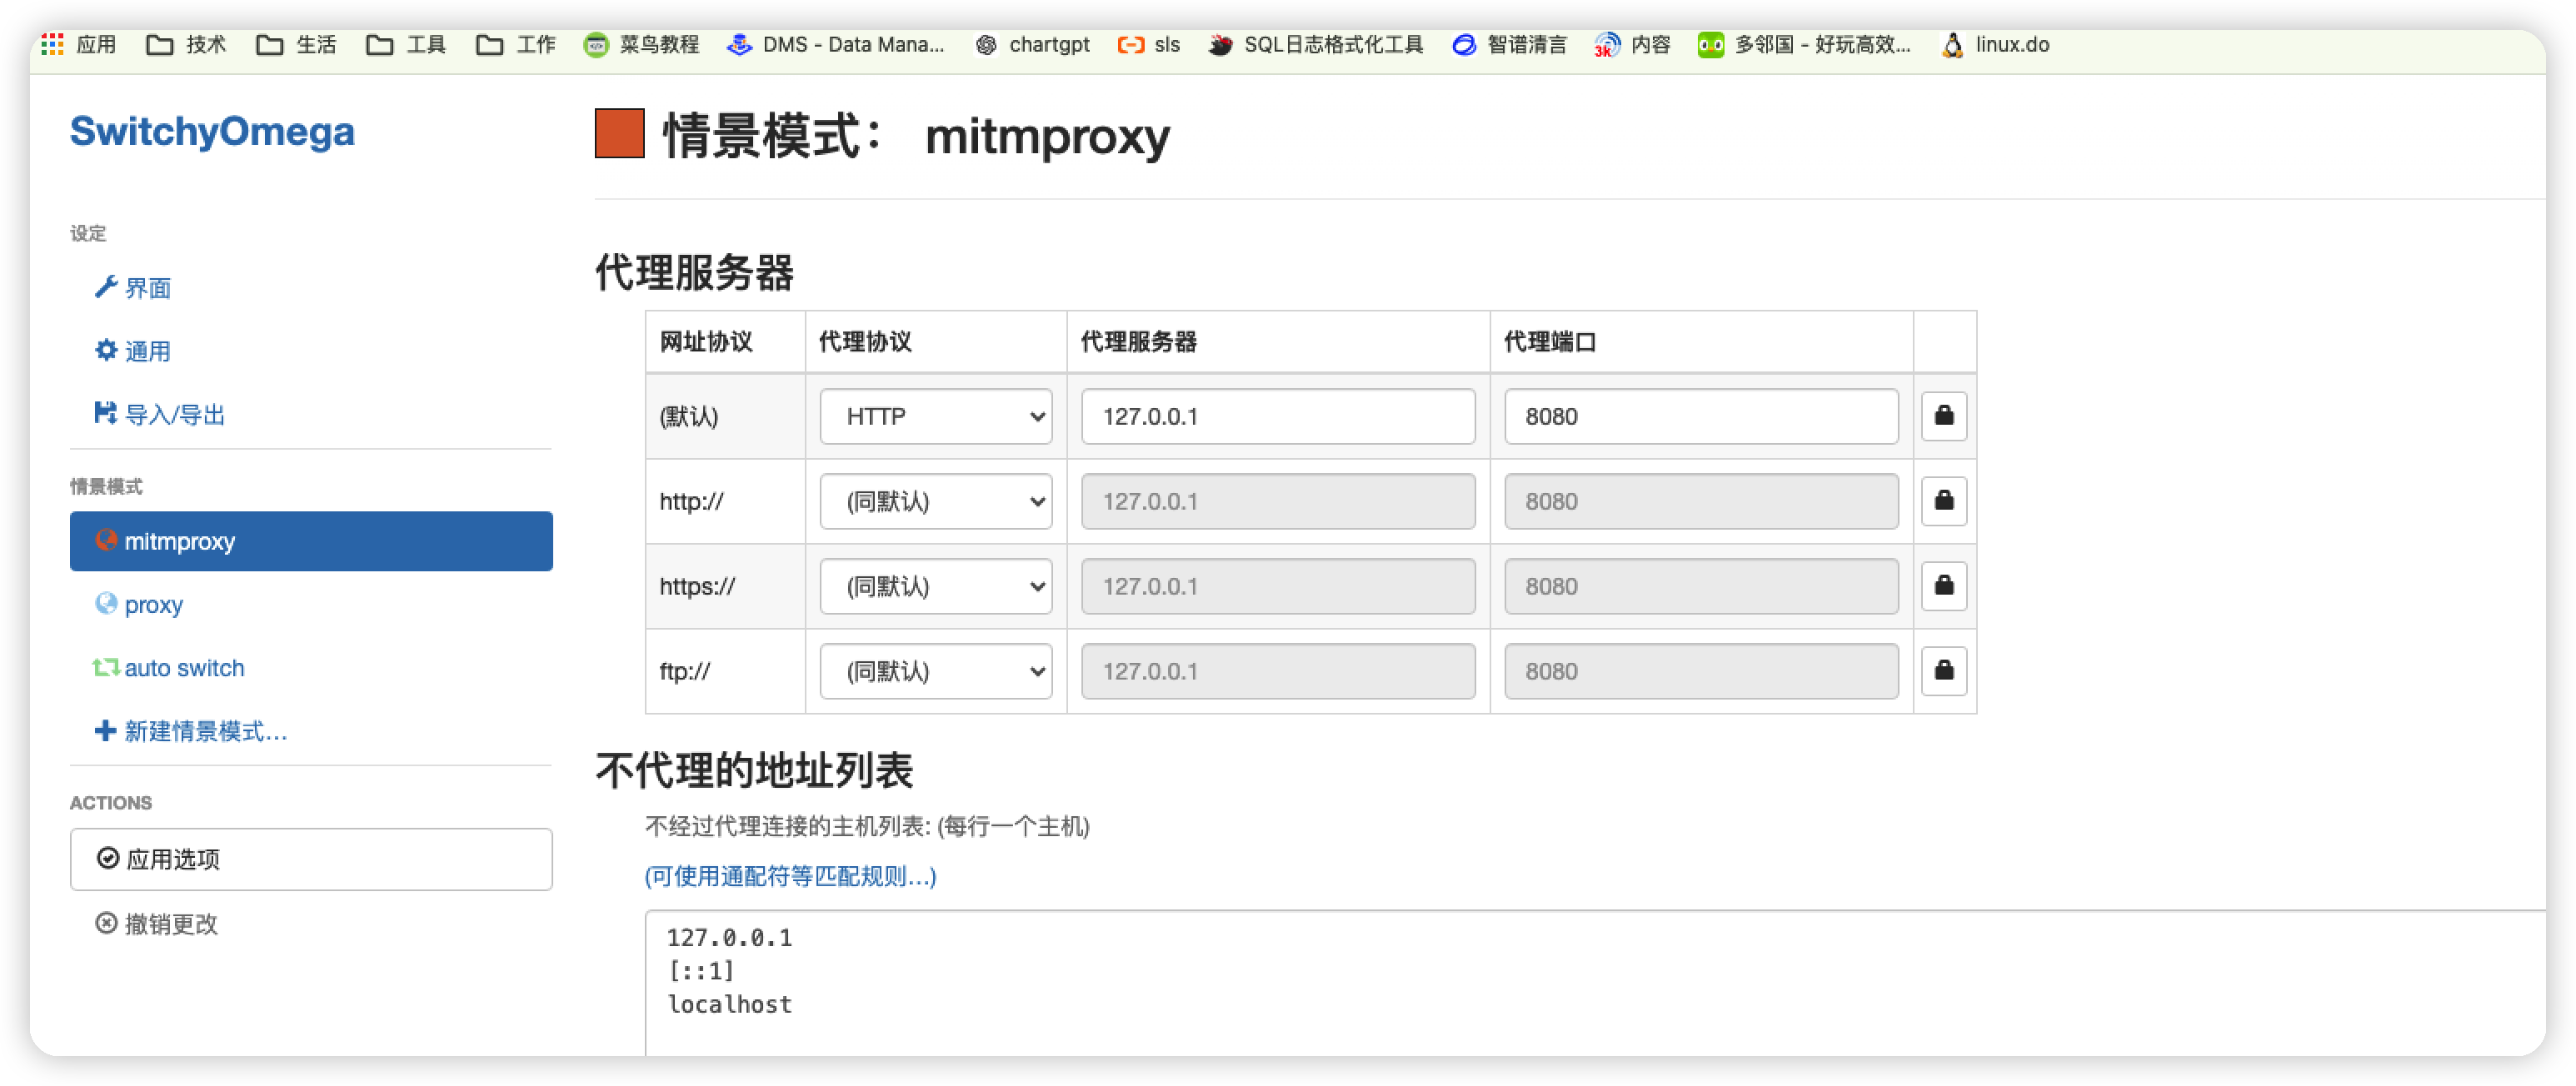 应用 技术 生活 工具 工作 菜鸟教程 DMS - Data Mana... chartgpt sls SQL日志格式化工具 智谱清言 3k 内容 多邻国 - 好玩高效... linux.do
SwitchyOmega
设定
界面
通用
导入/导出
情景模式
mitmproxy
proxy
auto switch
新建情景模式...
ACTIONS
应用选项
撤销更改
情景模式： mitmproxy
代理服务器
网址协议 代理协议 代理服务器 代理端口
(默认) HTTP 127.0.0.1 8080
http:// (同默认) 127.0.0.1 8080
https:// (同默认) 127.0.0.1 8080
ftp:// (同默认) 127.0.0.1 8080
不代理的地址列表
不经过代理连接的主机列表: (每行一个主机)
(可使用通配符等匹配规则...)
127.0.0.1
[::1]
localhost